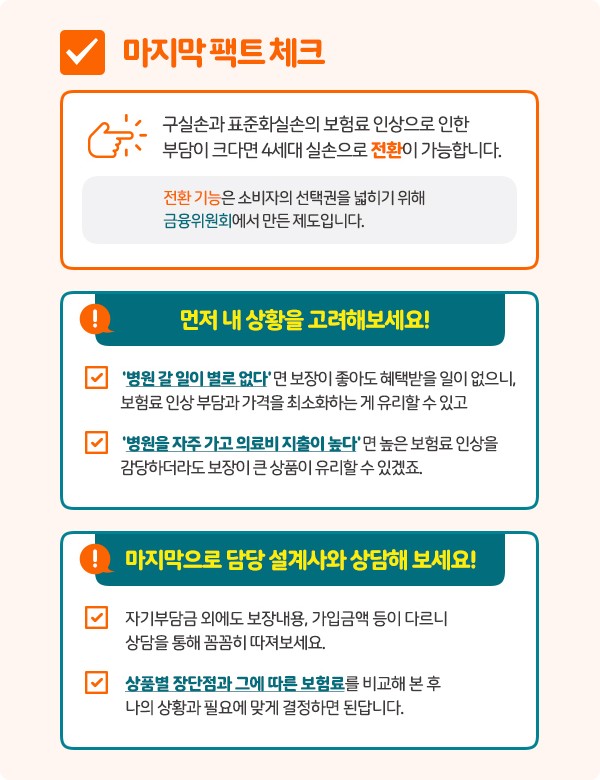 마지막 팩트 체크
구실손과 표준화실손의 보험료 인상으로 인한
부담이 크다면 4세대 실손으로 전환이 가능합니다.
전환 기능은 소비자의 선택권을 넓히기 위해
금융위원회에서 만든 제도입니다.
먼저 내 상황을 고려해보세요!
'병원 갈 일이 별로 없다'면 보장이 좋아도 혜택받을 일이 없으니,
보험료 인상 부담과 가격을 최소화하는 게 유리할 수 있고
'병원을 자주 가고 의료비 지출이 높다'면 높은 보험료 인상을
감당하더라도 보장이 큰 상품이 유리할 수 있겠죠.
마지막으로 담당 설계사와 상담해 보세요!
자기부담금 외에도 보장내용, 가입금액 등이 다르니
상담을 통해 꼼꼼히 따져보세요.
상품별 장단점과 그에 따른 보험료를 비교해 본 후
나의 상황과 필요에 맞게 결정하면 된답니다.